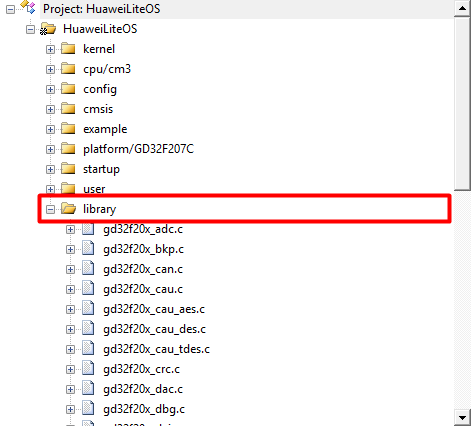 Project: HuaweiLiteOS
HuaweiLiteOS
kernel
cpu/cm3
config
cmsis
example
platform/GD32F207C
startup
user
library
gd32f20x_adc.c
gd32f20x_bkp.c
gd32f20x_can.c
gd32f20x_cau.c
gd32f20x_cau_aes.c
gd32f20x_cau_des.c
gd32f20x_cau_tdes.c
gd32f20x_crc.c
gd32f20x_dac.c
gd32f20x_dbg.c